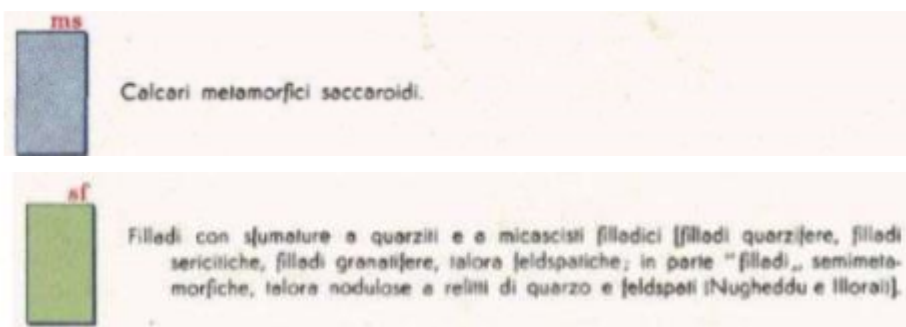 ms
Calcari metamorfici saccaroidi.
sf
Filladi con sfumature a quarziti e a micascisti filladici [filladi quarzifere, filladi
sericitiche, filladi granatifere, talora feldspatiche; in parte "filladi„ semimeta-
morfiche, talora nodulose a relitti di quarzo e feldspati (Nugheddu e Illorai)].